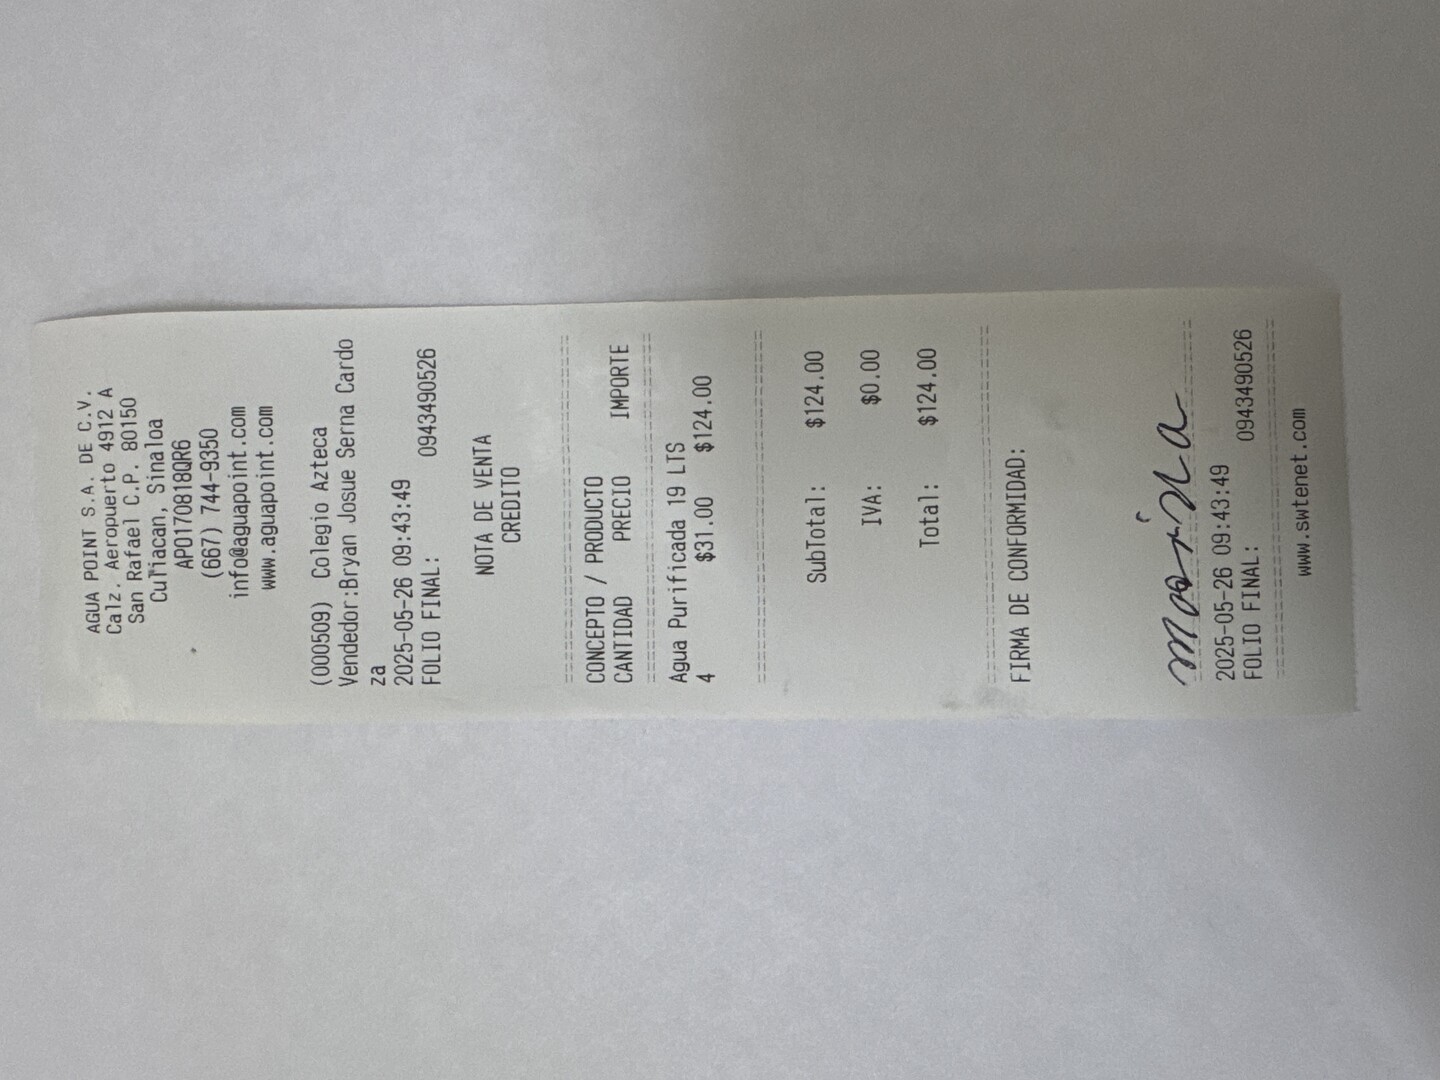 AGUA POINT S.A. DE C.V.
Calz. Aeropuerto 4912 A
San Rafael C.P. 80150
Culiacan, Sinaloa
APO170818QR6
(667) 744-9350
info@aguapoint.com
www.aguapoint.com
(000509) Colegio Azteca
Vendedor:Bryan Josue Serna Cardo
za
2025-05-26 09:43:49
FOLIO FINAL: 0943490526
NOTA DE VENTA
CREDITO
================================
CONCEPTO / PRODUCTO
CANTIDAD PRECIO IMPORTE
================================
Agua Purificada 19 LTS
4 $31.00 $124.00
================================
SubTotal: $124.00
IVA: $0.00
Total: $124.00
================================
FIRMA DE CONFORMIDAD:
================================
2025-05-26 09:43:49
FOLIO FINAL: 0943490526
================================
www.swtenet.com